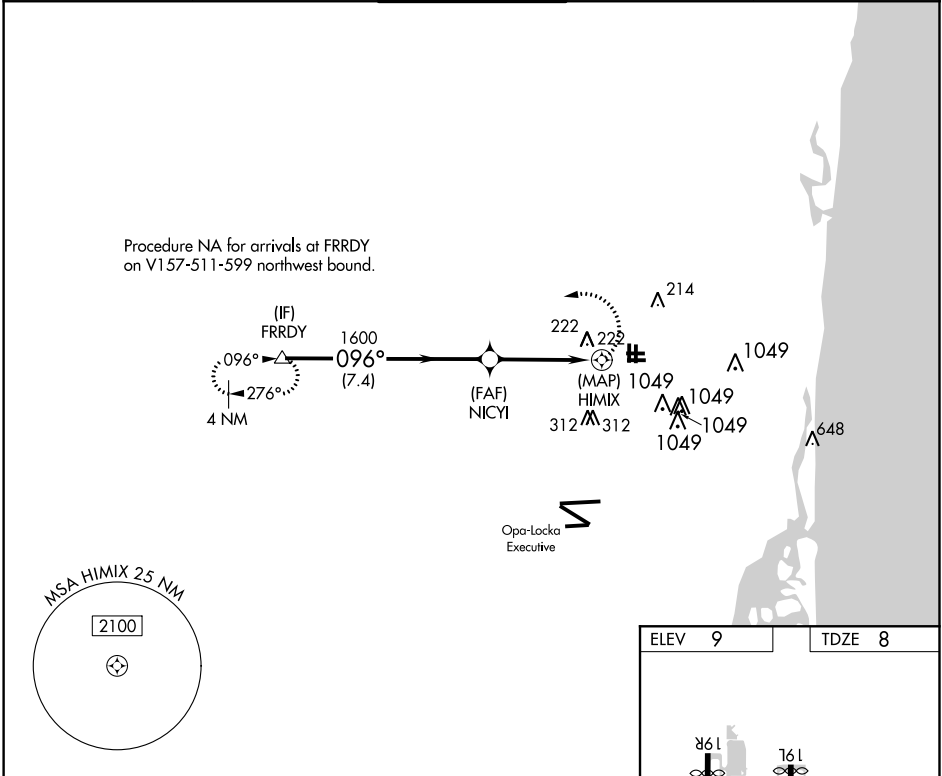 Procedure NA for arrivals at FRRDY
on V157-511-599 northwest bound.
214
(IF)
FRRDY
1600
222
222
096°
096°
(7.4)
276°
4 NM
(FAF)
NICYI
(MAP)
HIMIX
1049
1049
1049
1049
1049
312
312
648
Opa-Locka
Executive
MSA HIMIX 25 NM
2100
ELEV 9
TDZE 8
19R
19L